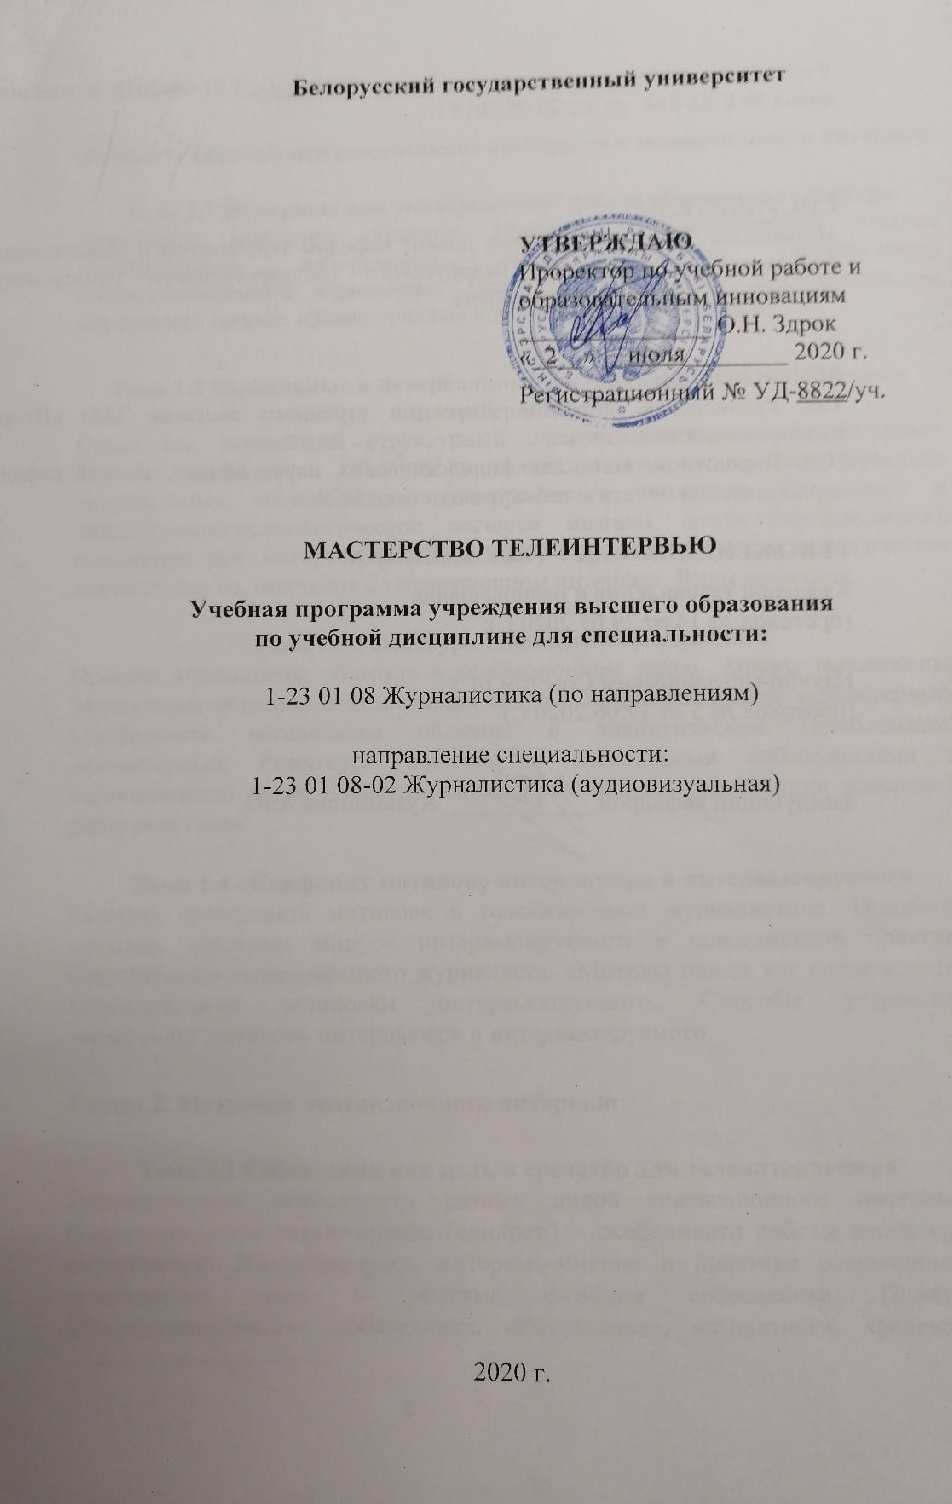 Белорусский государственный университет
УТВЕРЖДАЮ
Проректор по учебной работе и
образовательным инновациям
О.Н. Здрок
« 2 » июля 2020 г.
Регистрационный № УД-8822/уч.
МАСТЕРСТВО ТЕЛЕИНТЕРВЬЮ
Учебная программа учреждения высшего образования
по учебной дисциплине для специальности:
1-23 01 08 Журналистика (по направлениям)
направление специальности:
1-23 01 08-02 Журналистика (аудиовизуальная)
2020 г.